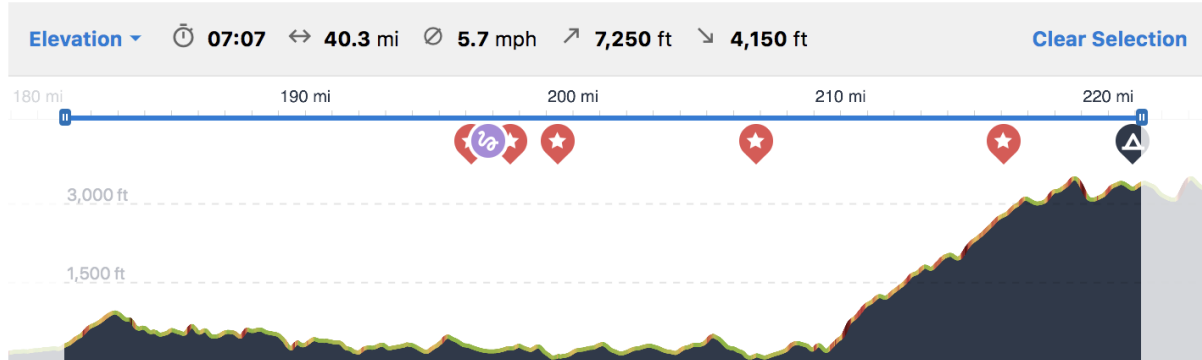 Elevation 07:07 40.3 mi 5.7 mph 7,250 ft 4,150 ft Clear Selection
180 mi 190 mi 200 mi 210 mi 220 mi
3,000 ft
1,500 ft